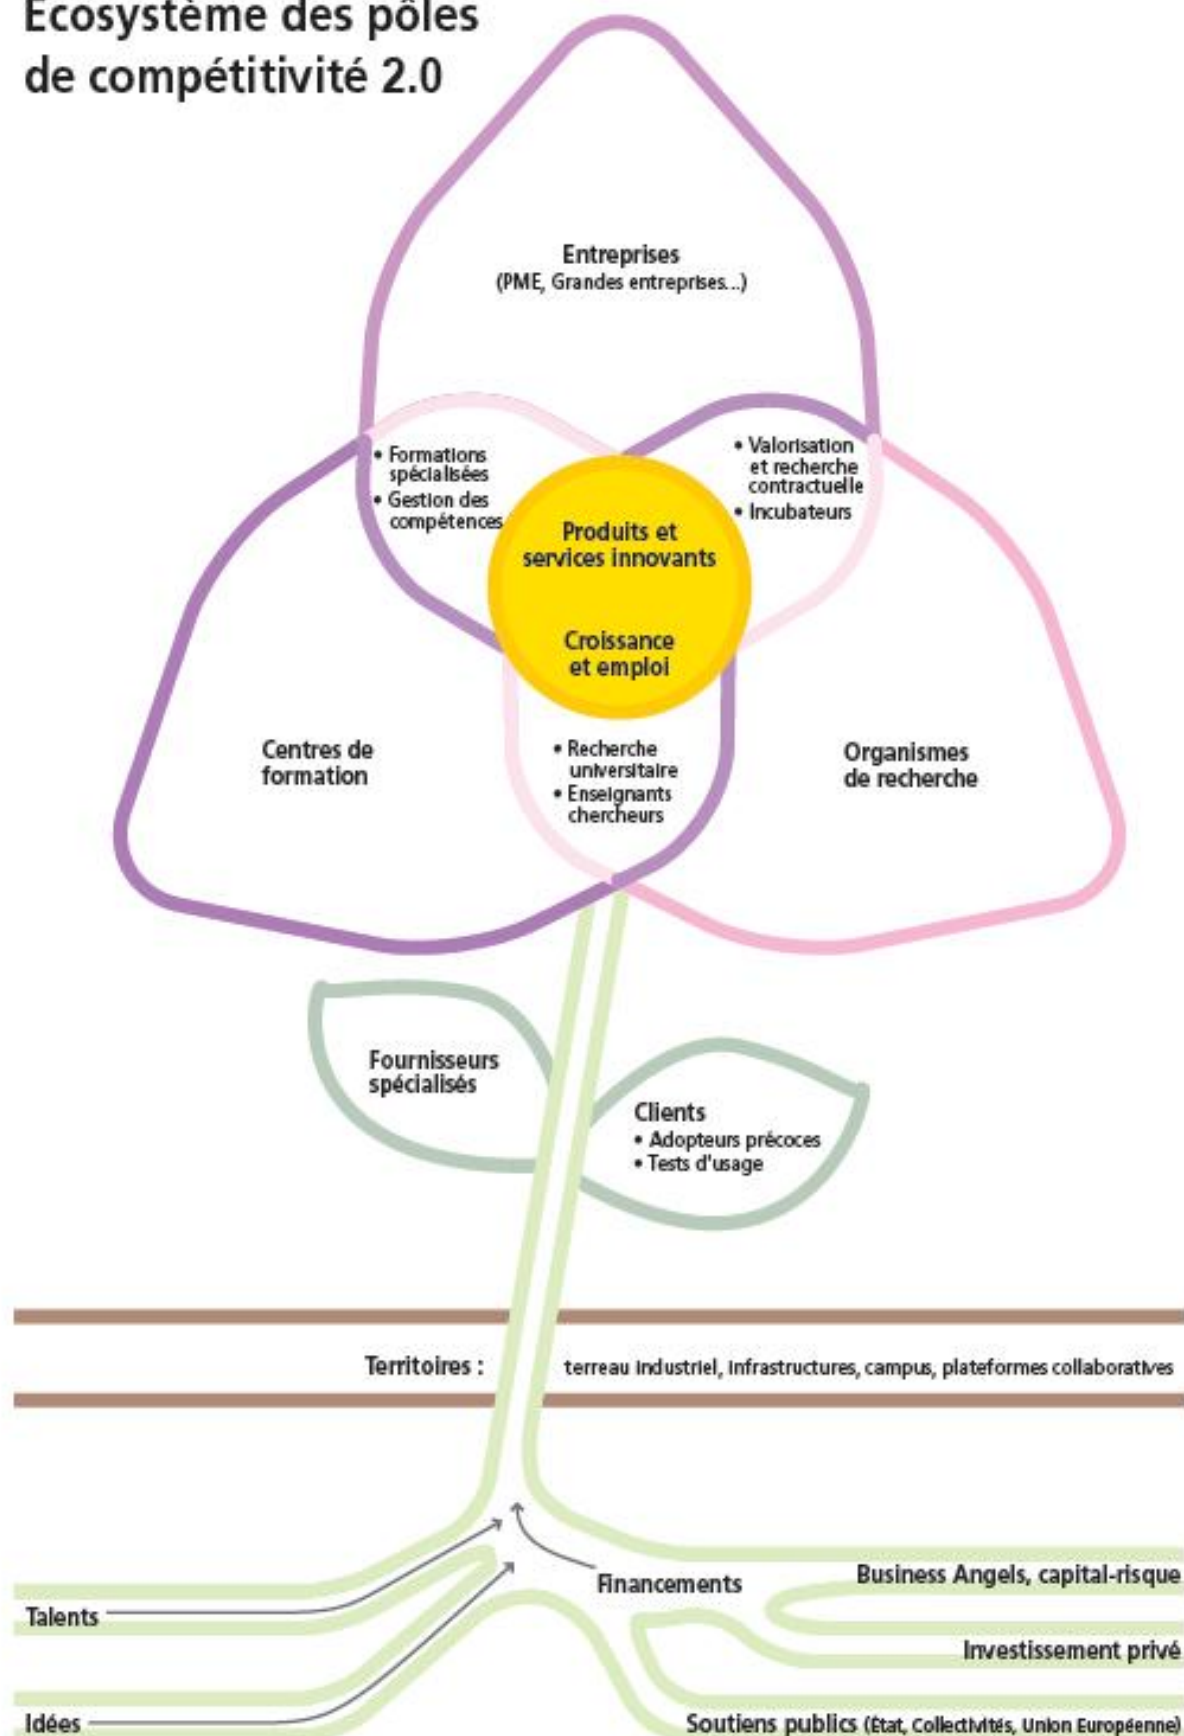 Ecosystème des pôles
de compétitivité 2.0
Entreprises
(PME, Grandes entreprises...)
• Formations
spécialisées
• Gestion des
compétences
• Valorisation
et recherche
contractuelle
• Incubateurs
Produits et
services innovants
Croissance
et emploi
Centres de
formation
• Recherche
universitaire
• Enseignants
chercheurs
Organismes
de recherche
Fournisseurs
spécialisés
Clients
• Adopteurs précoces
• Tests d'usage
Territoires : terreau industriel, infrastructures, campus, plateformes collaboratives
Financements
Business Angels, capital-risque
Talents
Investissement privé
Idées
Soutiens publics (État, Collectivités, Union Européenne)